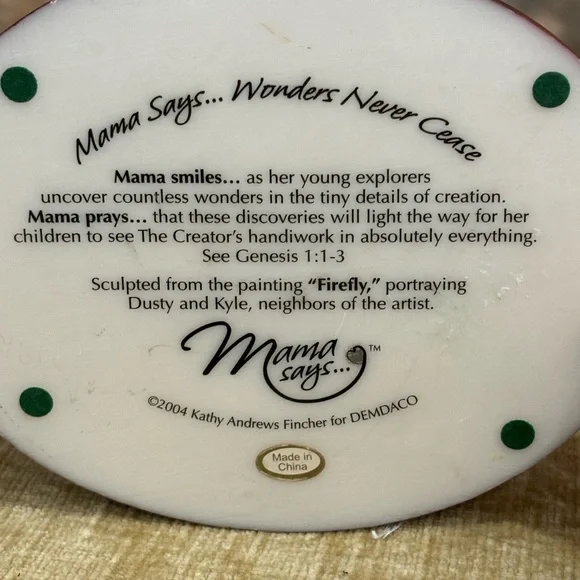 Mama Says... Wonders Never Cease
Mama smiles... as her young explorers
uncover countless wonders in the tiny details of creation.
Mama prays... that these discoveries will light the way for her
children to see The Creator's handiwork in absolutely everything.
See Genesis 1:1-3
Sculpted from the painting "Firefly," portraying
Dusty and Kyle, neighbors of the artist.
Mama
says... ™
©2004 Kathy Andrews Fincher for DEMDACO
Made in
China